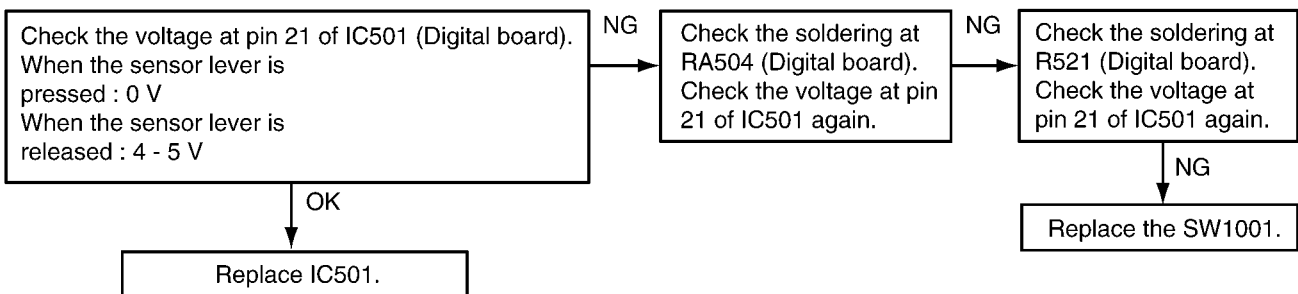 Check the voltage at pin 21 of IC501 (Digital board).
When the sensor lever is
pressed : 0 V
When the sensor lever is
released : 4 - 5 V
NG
Check the soldering at
RA504 (Digital board).
Check the voltage at pin
21 of IC501 again.
NG
Check the soldering at
R521 (Digital board).
Check the voltage at
pin 21 of IC501 again.
OK
NG
Replace IC501.
Replace the SW1001.